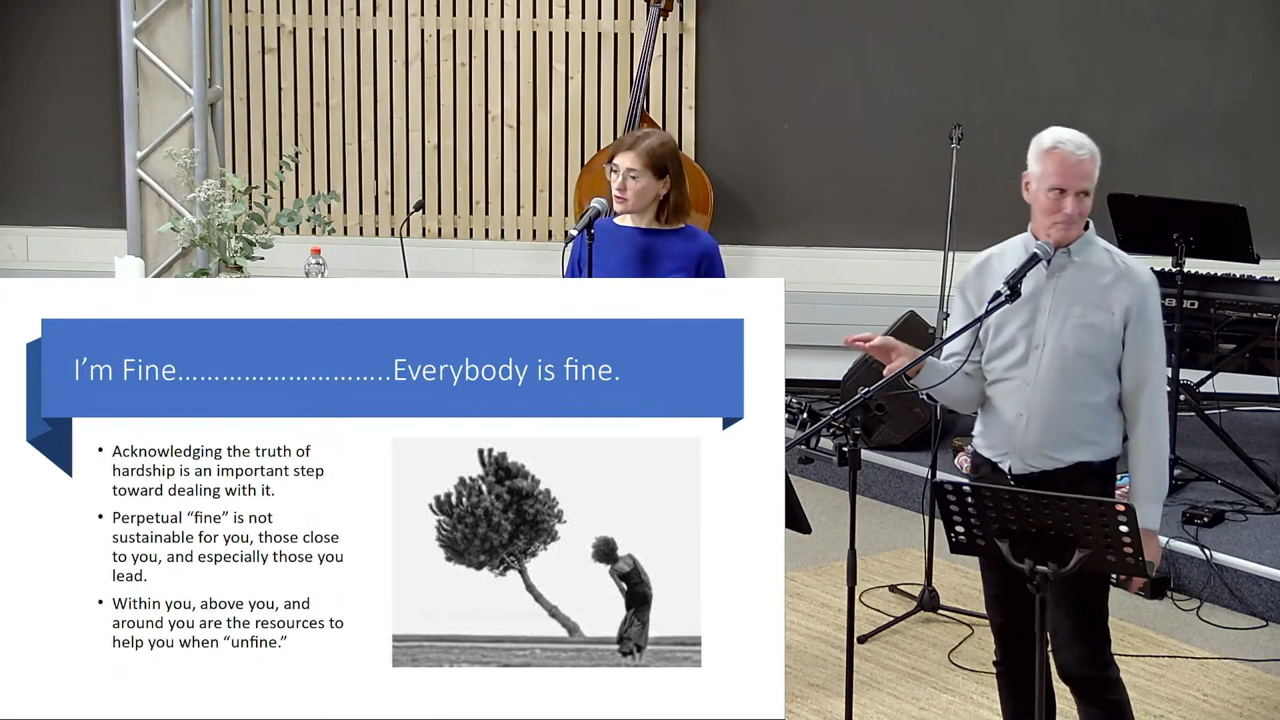 I’m Fine………………………..Everybody is fine.
• Acknowledging the truth of
hardship is an important step
toward dealing with it.
• Perpetual “fine” is not
sustainable for you, those close
to you, and especially those you
lead.
• Within you, above you, and
around you are the resources to
help you when “unfine.”
-800